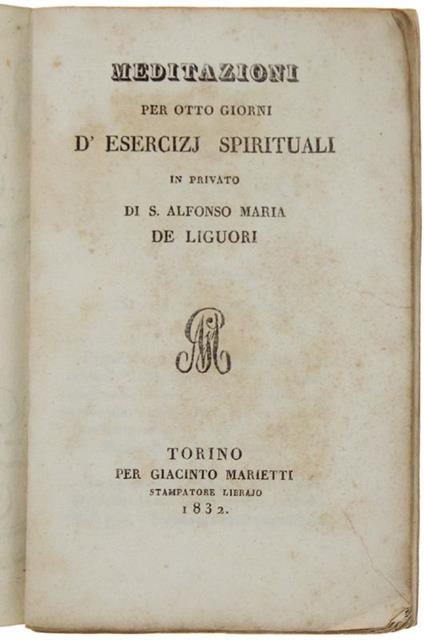 MEDITAZIONI
PER OTTO GIORNI
D' ESERCIZJ SPIRITUALI
IN PRIVATO
DI S. ALFONSO MARIA
DE LIGUORI
TORINO
PER GIACINTO MARIETTI
STAMPATORE LIBRAJO
1832.